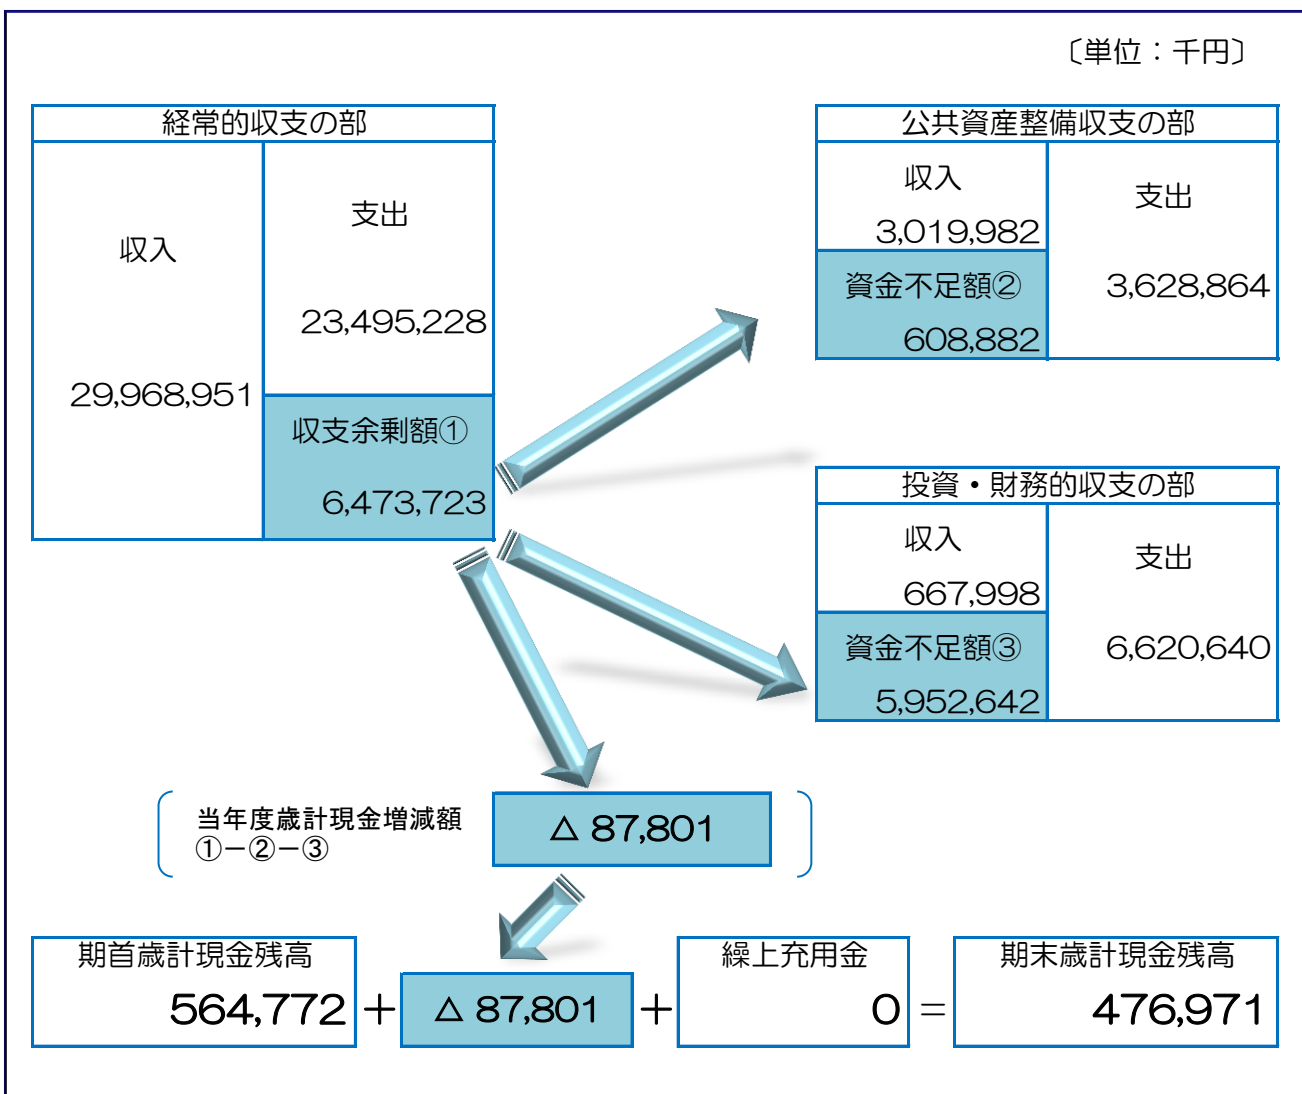 〔単位：千円〕
経常的収支の部
収入
29,968,951
支出
23,495,228
収支余剰額①
6,473,723
公共資産整備収支の部
収入
3,019,982
資金不足額②
608,882
支出
3,628,864
投資・財務的収支の部
収入
667,998
資金不足額③
5,952,642
支出
6,620,640
当年度歳計現金増減額
①－②－③
△ 87,801
期首歳計現金残高
564,772
＋
△ 87,801
＋
繰上充用金
0
＝
期末歳計現金残高
476,971